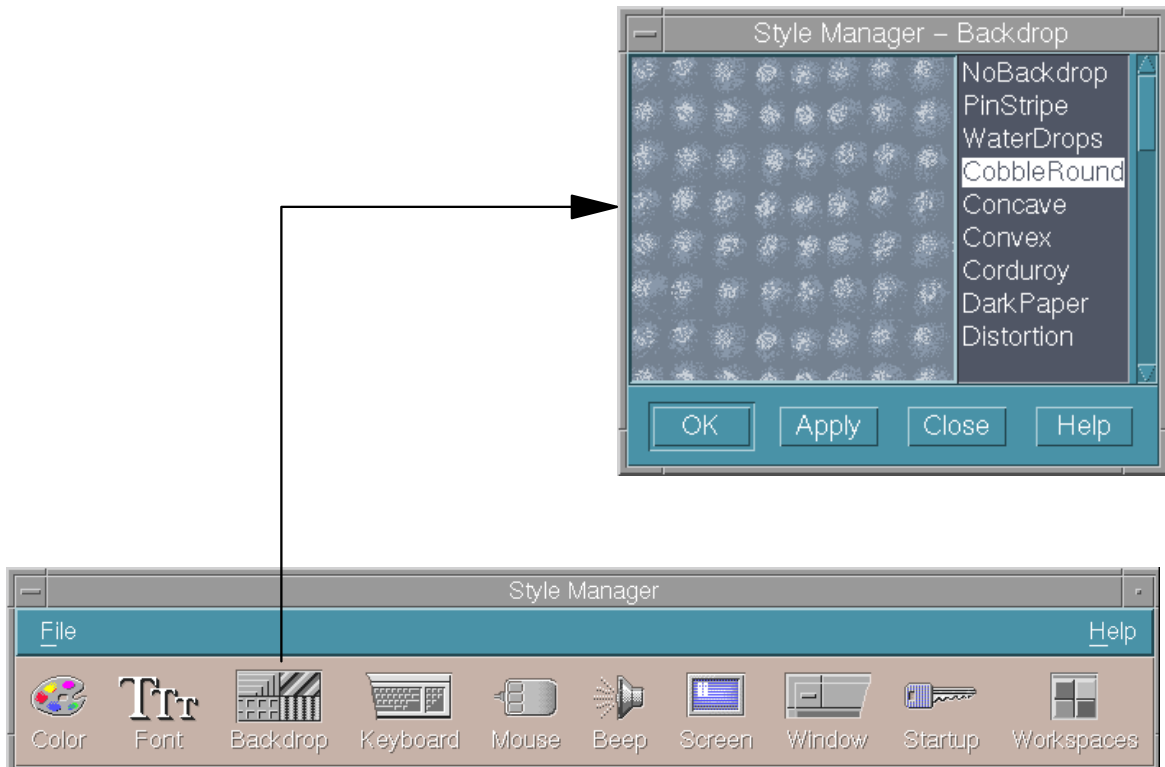 Style Manager – Backdrop
NoBackdrop
PinStripe
WaterDrops
CobbleRound
Concave
Convex
Corduroy
DarkPaper
Distortion
OK Apply Close Help
Style Manager
File Help
Color Font Backdrop Keyboard Mouse Beep Screen Window Startup Workspaces